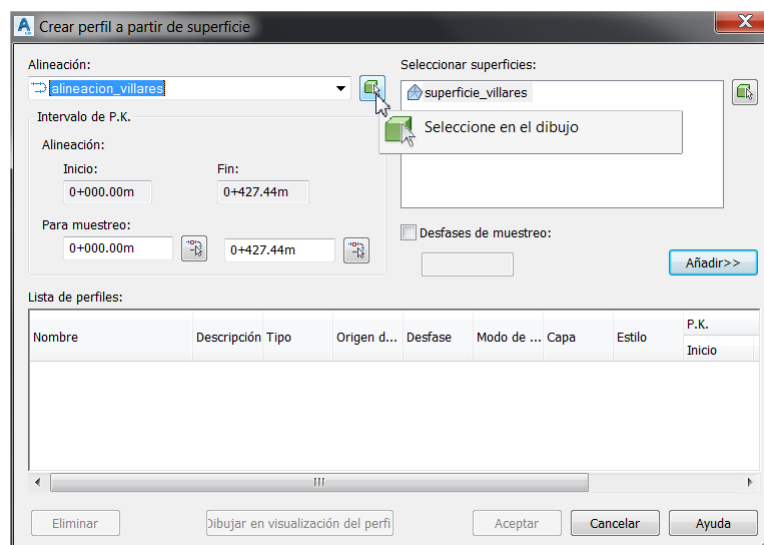 Crear perfil a partir de superficie
Alineación:
alineacion_villares
Seleccionar superficies:
superficie_villares
Seleccione en el dibujo
Intervalo de P.K.
Alineación:
Inicio: Fin:
0+000.00m 0+427.44m
Para muestreo:
0+000.00m 0+427.44m
Desfases de muestreo:
Añadir>>
Lista de perfiles:
Nombre Descripción Tipo Origen d... Desfase Modo de ... Capa Estilo P.K.
Inicio
Eliminar Dibujar en visualización del perfi Aceptar Cancelar Ayuda